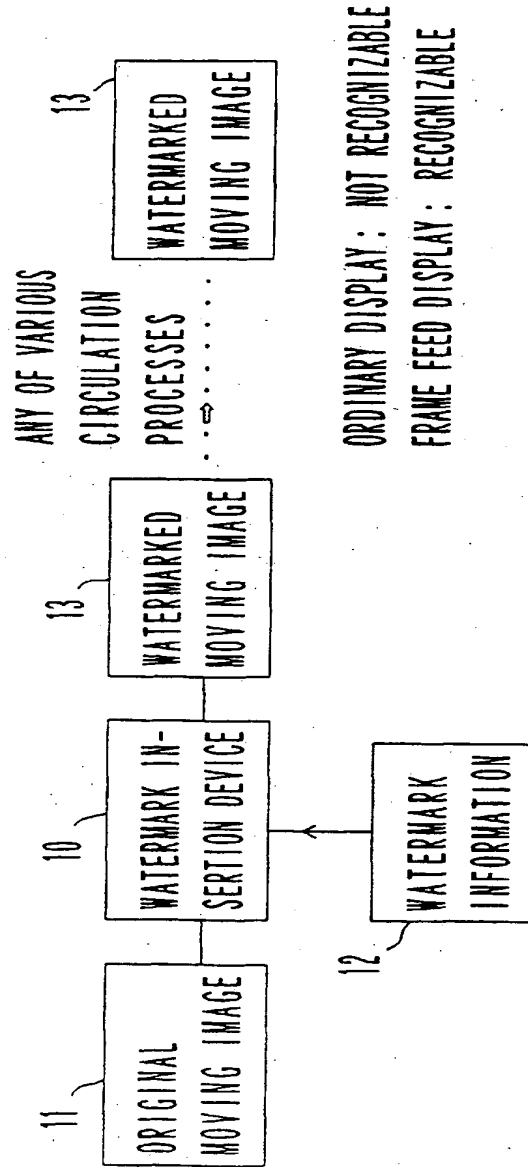 11
ORIGINAL
MOVING IMAGE
10
WATERMARK IN-
SERTION DEVICE
12
WATERMARK
INFORMATION
13
WATERMARKED
MOVING IMAGE
ANY OF VARIOUS
CIRCULATION
PROCESSES
13
WATERMARKED
MOVING IMAGE
ORDINARY DISPLAY : NOT RECOGNIZABLE
FRAME FEED DISPLAY : RECOGNIZABLE